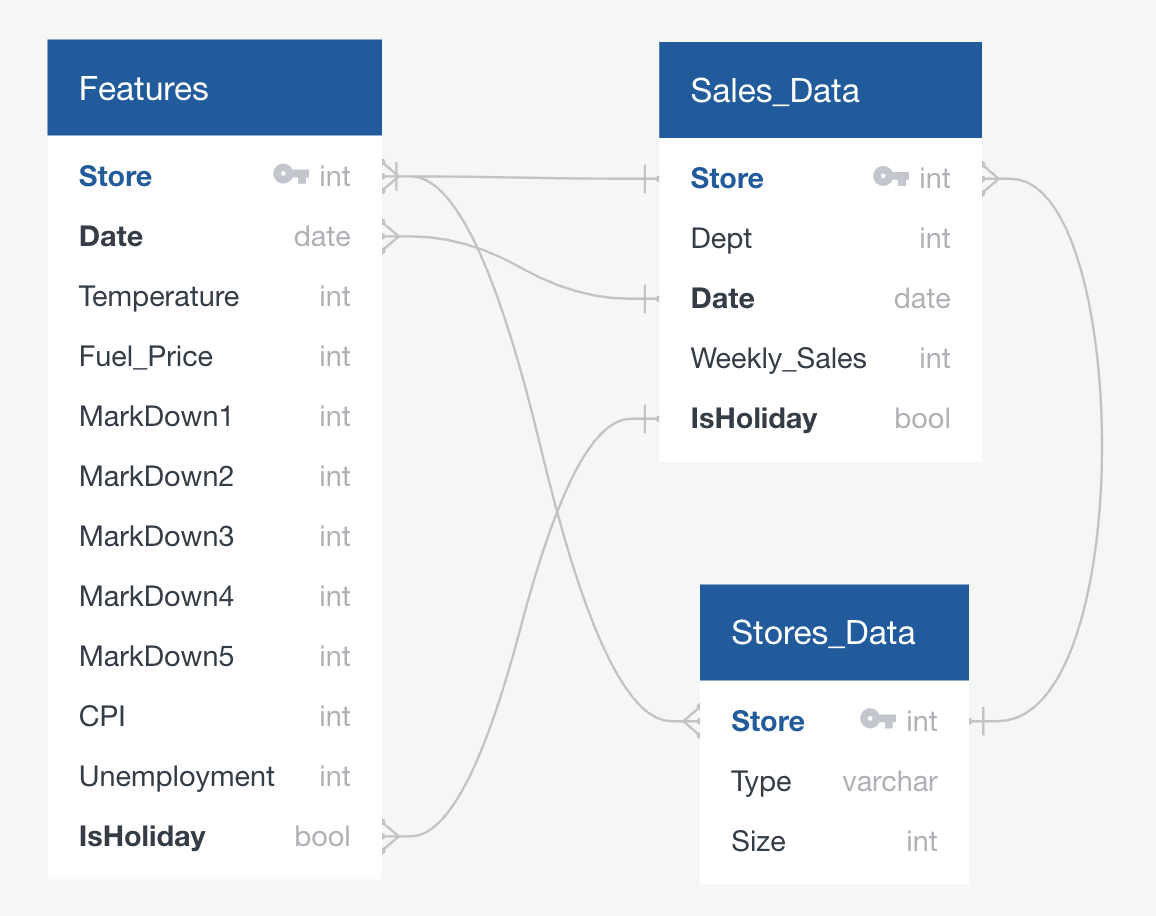 Features
Store int
Date date
Temperature int
Fuel_Price int
MarkDown1 int
MarkDown2 int
MarkDown3 int
MarkDown4 int
MarkDown5 int
CPI int
Unemployment int
IsHoliday bool
Sales_Data
Store int
Dept int
Date date
Weekly_Sales int
IsHoliday bool
Stores_Data
Store int
Type varchar
Size int